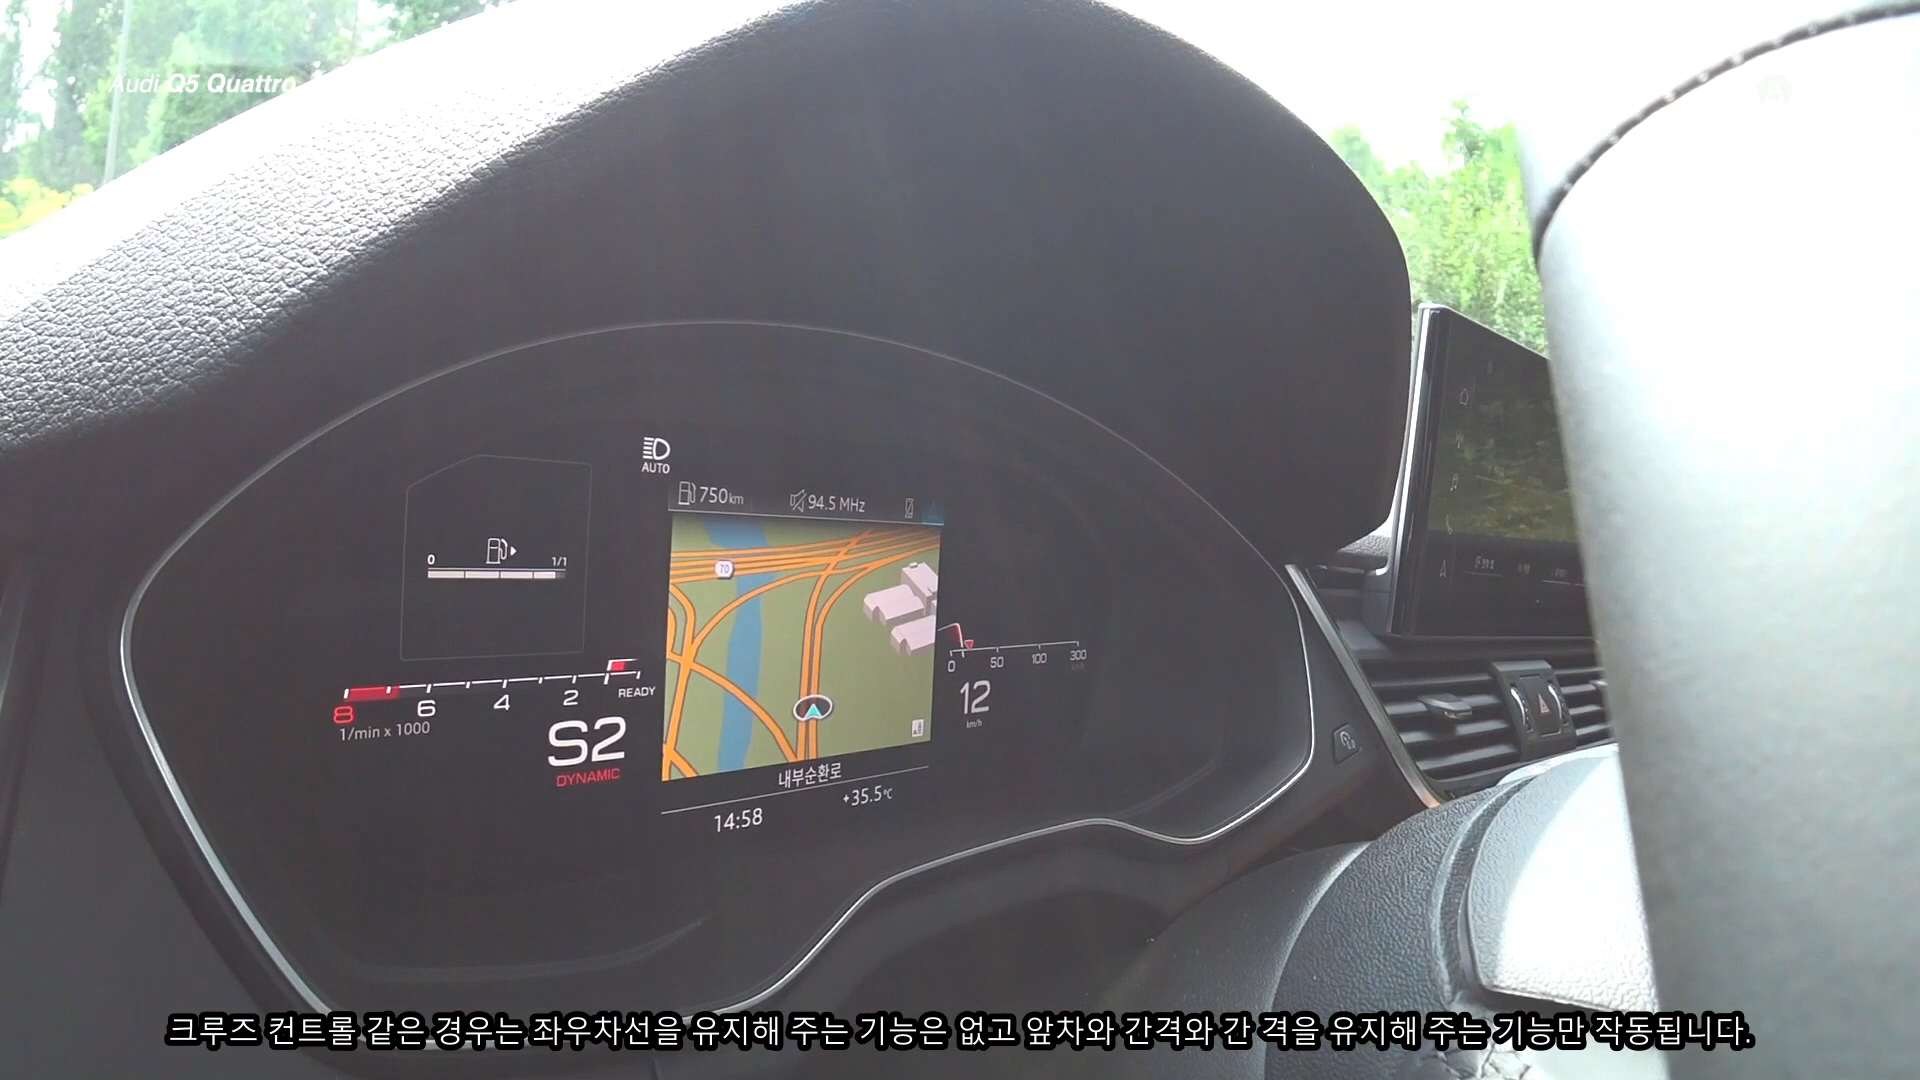 Audi Q5 Quattro
AUTO
750km
94.5 MHz
0
1/1
70
8
6
4
2
READY
1/min x 1000
S2
DYNAMIC
0
50
100
300
12
km/h
내부순환로
14:58
+35.5°C
크루즈 컨트롤 같은 경우는 좌우차선을 유지해 주는 기능은 없고 앞차와 간격와 간 격을 유지해 주는 기능만 작동됩니다.